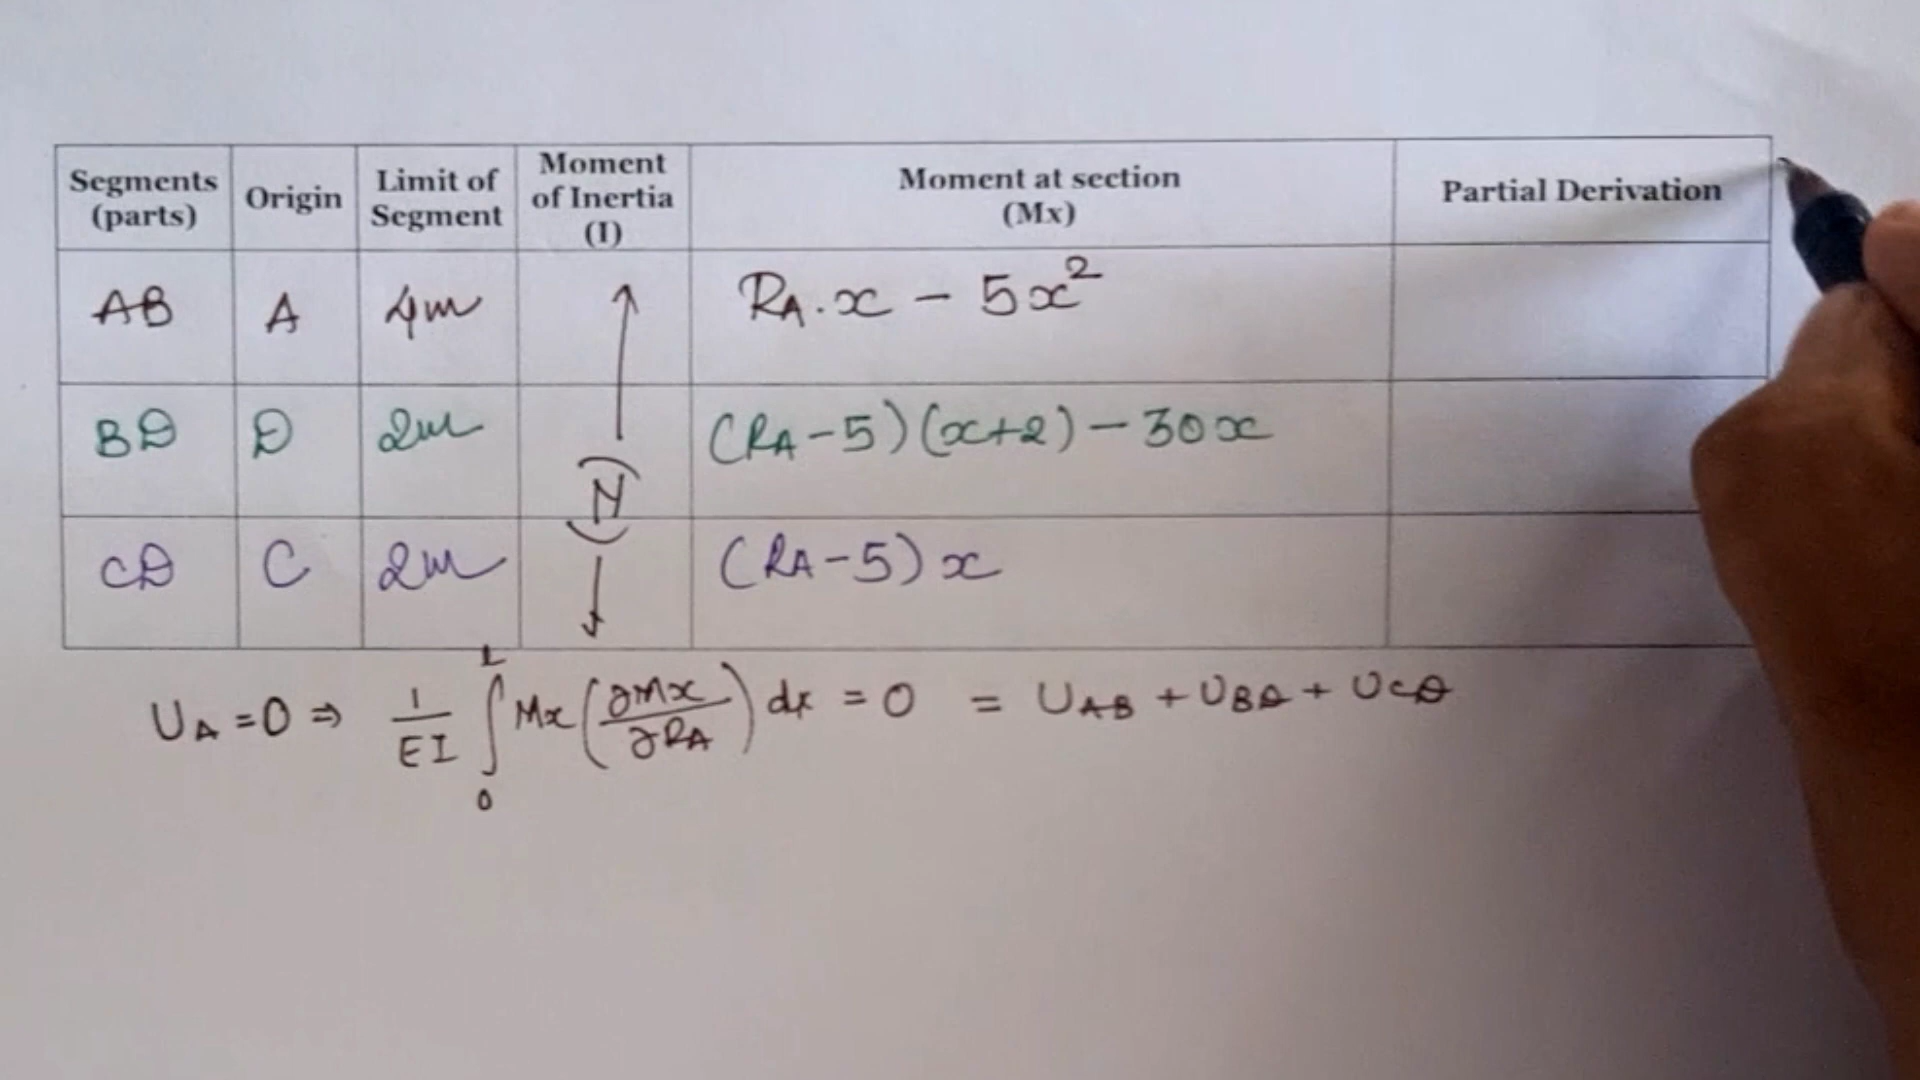 Segments (parts) | Origin | Limit of Segment | Moment of Inertia (I) | Moment at section (Mx) | Partial Derivation
AB | A | 4m | | RA.x - 5x² |
BD | D | 2m | | (RA-5)(x+2)-30x |
CD | C | 2m | | (RA-5)x |
UA=0 ⇒ 1/EI ∫₀ᴸ Mx(∂Mx/∂RA)dx = 0 = UAB + UBD + UCD